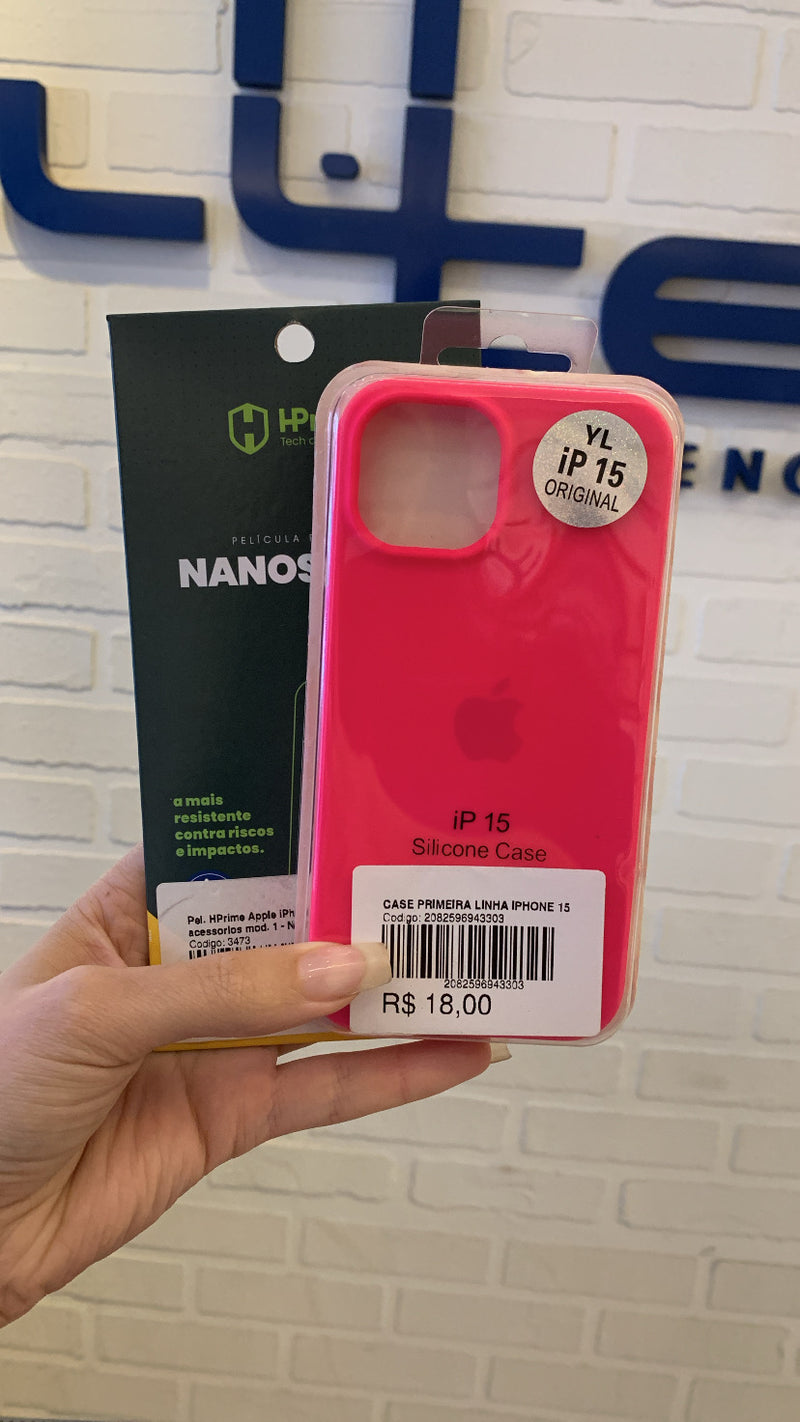 YL
iP 15
ORIGINAL
PELÍCULA
NANOS
a mais
resistente
contra riscos
e impactos.
iP 15
Silicone Case
Pel. HPrime Apple iPh
acessorios mod. 1 - N
Codigo: 3473
CASE PRIMEIRA LINHA IPHONE 15
Codigo: 2082596943303
2082596943303
R$ 18,00